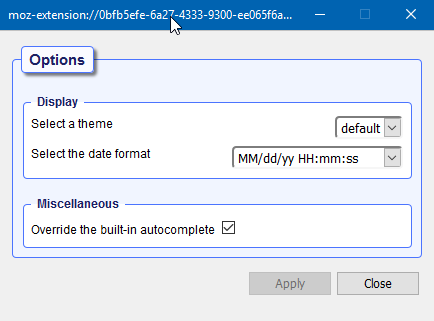 moz-extension://0bfb5efe-6a27-4333-9300-ee065f6a...
Options
Display
Select a theme default
Select the date format MM/dd/yy HH:mm:ss
Miscellaneous
Override the built-in autocomplete
Apply Close